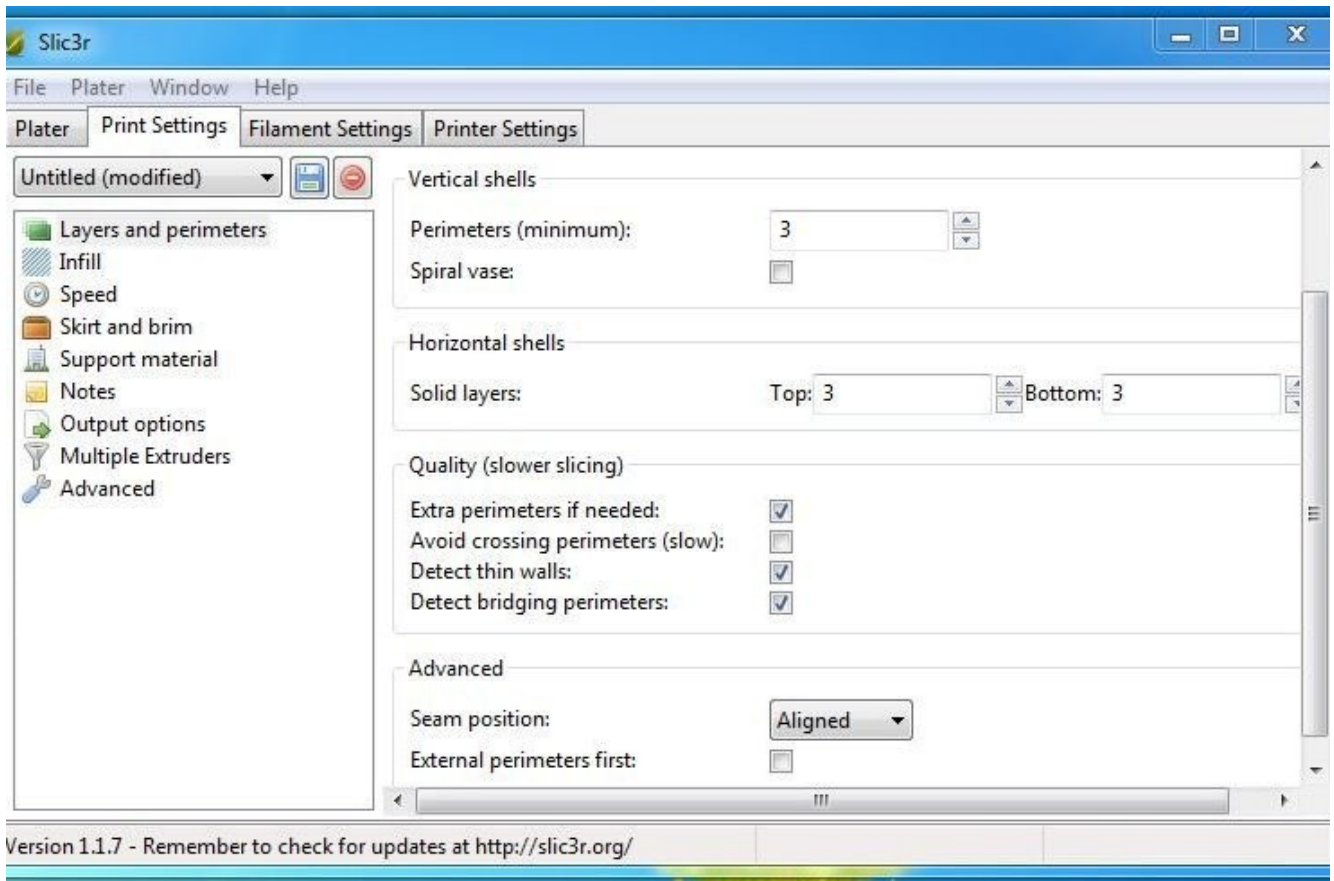 Slic3r
File Plater Window Help
Plater Print Settings Filament Settings Printer Settings
Untitled (modified)
Layers and perimeters
Infill
Speed
Skirt and brim
Support material
Notes
Output options
Multiple Extruders
Advanced
Vertical shells
Perimeters (minimum): 3
Spiral vase:
Horizontal shells
Solid layers: Top: 3 Bottom: 3
Quality (slower slicing)
Extra perimeters if needed:
Avoid crossing perimeters (slow):
Detect thin walls:
Detect bridging perimeters:
Advanced
Seam position: Aligned
External perimeters first:
Version 1.1.7 - Remember to check for updates at http://slic3r.org/